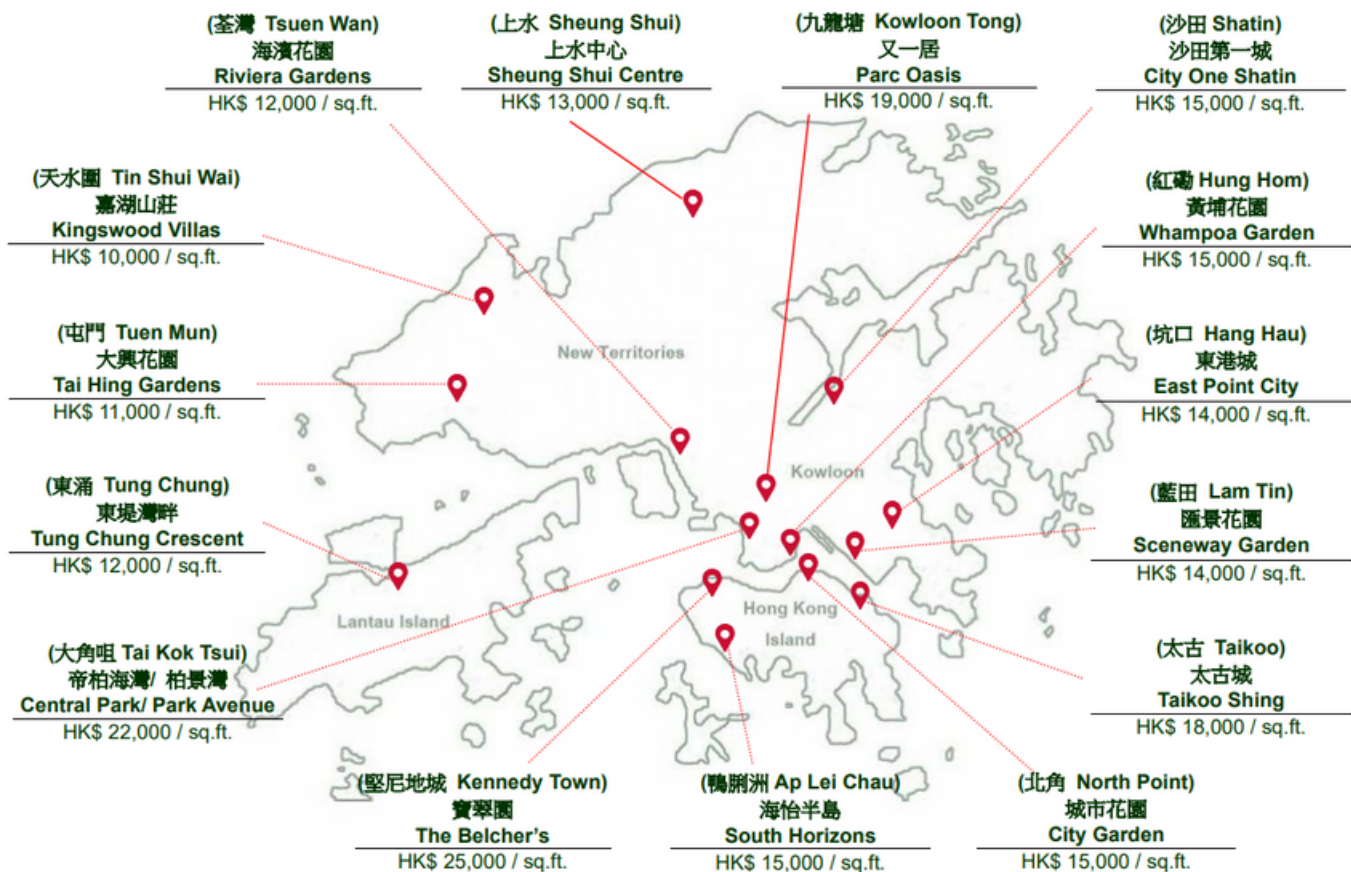 (荃灣 Tsuen Wan)
海濱花園
Riviera Gardens
HK$ 12,000 / sq.ft.
(上水 Sheung Shui)
上水中心
Sheung Shui Centre
HK$ 13,000 / sq.ft.
(九龍塘 Kowloon Tong)
又一居
Parc Oasis
HK$ 19,000 / sq.ft.
(沙田 Shatin)
沙田第一城
City One Shatin
HK$ 15,000 / sq.ft.
(天水圍 Tin Shui Wai)
嘉湖山莊
Kingswood Villas
HK$ 10,000 / sq.ft.
(紅磡 Hung Hom)
黃埔花園
Whampoa Garden
HK$ 15,000 / sq.ft.
(屯門 Tuen Mun)
大興花園
Tai Hing Gardens
HK$ 11,000 / sq.ft.
New Territories
(坑口 Hang Hau)
東港城
East Point City
HK$ 14,000 / sq.ft.
Kowloon
(東涌 Tung Chung)
東堤灣畔
Tung Chung Crescent
HK$ 12,000 / sq.ft.
(藍田 Lam Tin)
匯景花園
Sceneway Garden
HK$ 14,000 / sq.ft.
Lantau Island
Hong Kong
Island
(大角咀 Tai Kok Tsui)
帝柏海灣/ 柏景灣
Central Park/ Park Avenue
HK$ 22,000 / sq.ft.
(太古 Taikoo)
太古城
Taikoo Shing
HK$ 18,000 / sq.ft.
(堅尼地城 Kennedy Town)
寶翠園
The Belcher's
HK$ 25,000 / sq.ft.
(鴨脷洲 Ap Lei Chau)
海怡半島
South Horizons
HK$ 15,000 / sq.ft.
(北角 North Point)
城市花園
City Garden
HK$ 15,000 / sq.ft.